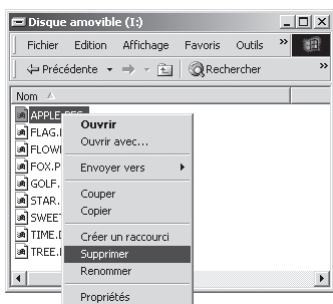 Disque amovible (I:)
Fichier Edition Affichage Favoris Outils »
Précédente Rechercher »
Nom
APPLE.PES
FLAG.
FLOW
FOX.P
GOLF.
STAR.
SWEET
TIME.D
TREE.
Ouvrir
Ouvrir avec...
Envoyer vers
Couper
Copier
Créer un raccourci
Supprimer
Renommer
Propriétés